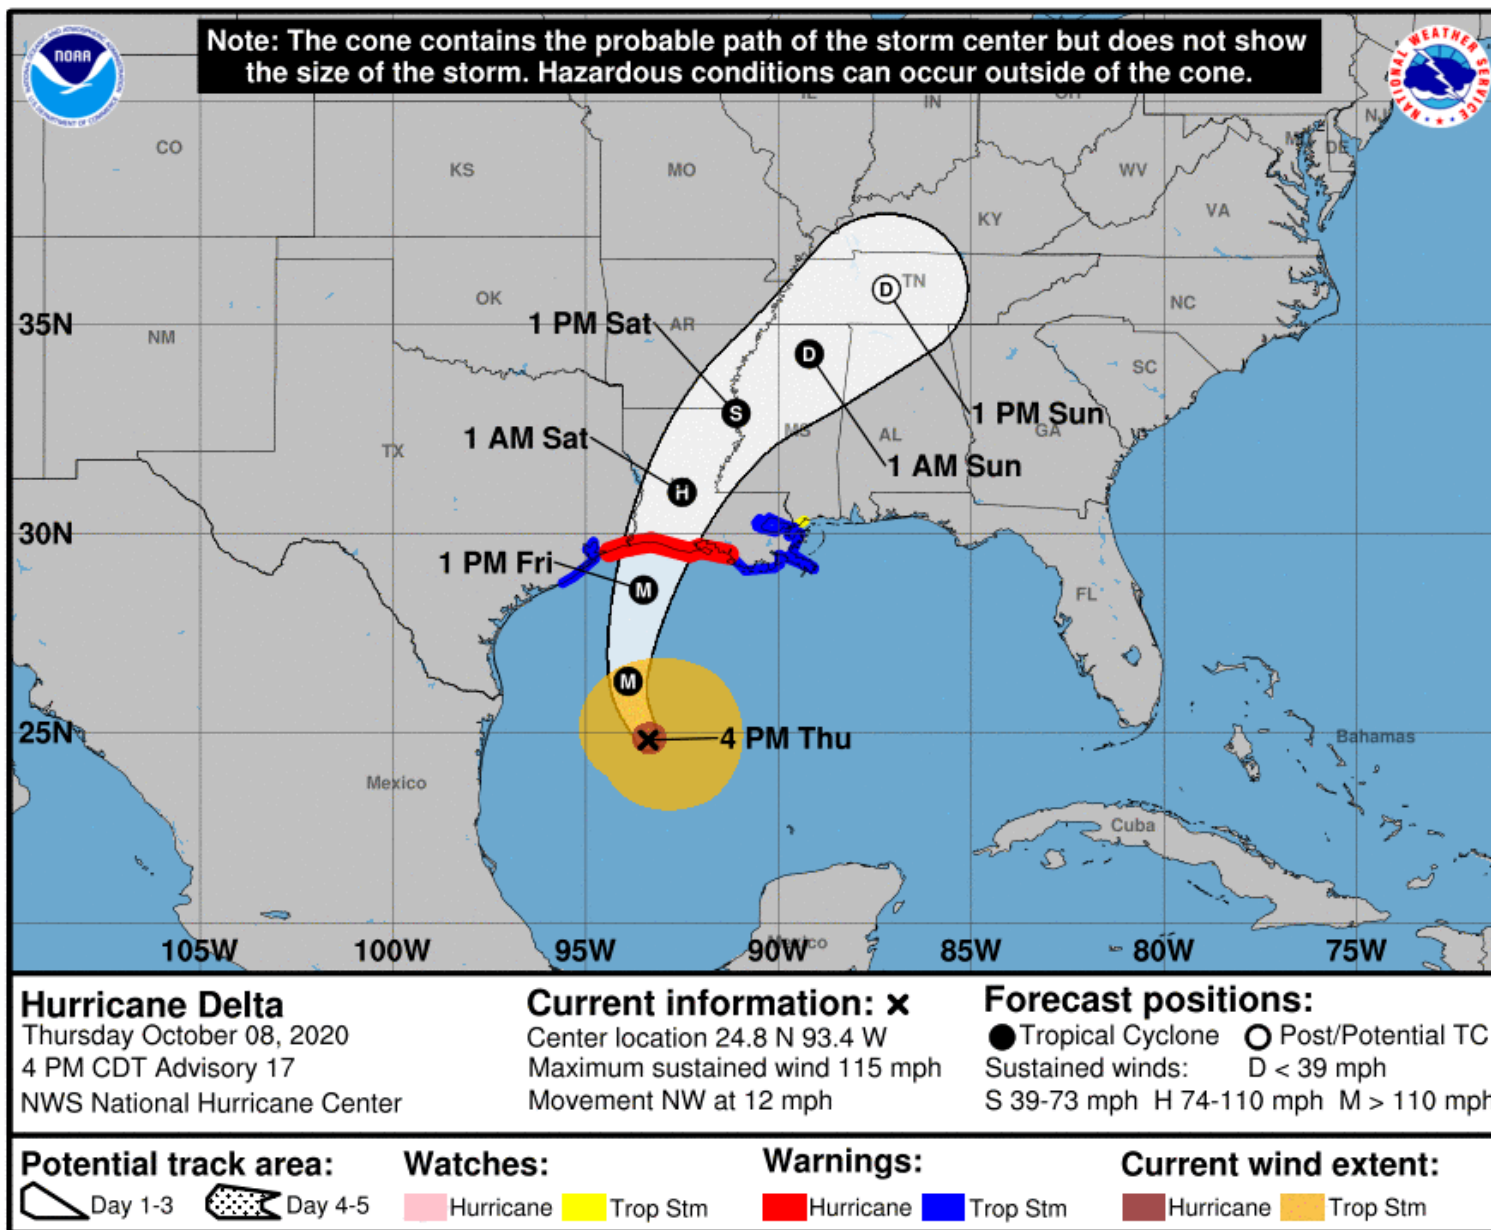 Note: The cone contains the probable path of the storm center but does not show
the size of the storm. Hazardous conditions can occur outside of the cone.
NOAA
NATIONAL WEATHER SERVICE
IN
NJ
CO
KS
MO
WV
DE
VA
KY
OK
TN
NC
35N
NM
1 PM Sat
AR
SC
1 PM Sun
TX
1 AM Sat
MS
AL
GA
1 AM Sun
30N
1 PM Fri
FL
25N
4 PM Thu
Bahamas
Mexico
Cuba
Mexico
D
D
S
H
M
M
105W 100W 95W 90W 85W 80W 75W
Hurricane Delta
Thursday October 08, 2020
4 PM CDT Advisory 17
NWS National Hurricane Center
Current information: ×
Center location 24.8 N 93.4 W
Maximum sustained wind 115 mph
Movement NW at 12 mph
Forecast positions:
Tropical Cyclone Post/Potential TC
Sustained winds: D < 39 mph
S 39-73 mph H 74-110 mph M > 110 mph
Potential track area:
Day 1-3 Day 4-5
Watches:
Hurricane Trop Stm
Warnings:
Hurricane Trop Stm
Current wind extent:
Hurricane Trop Stm